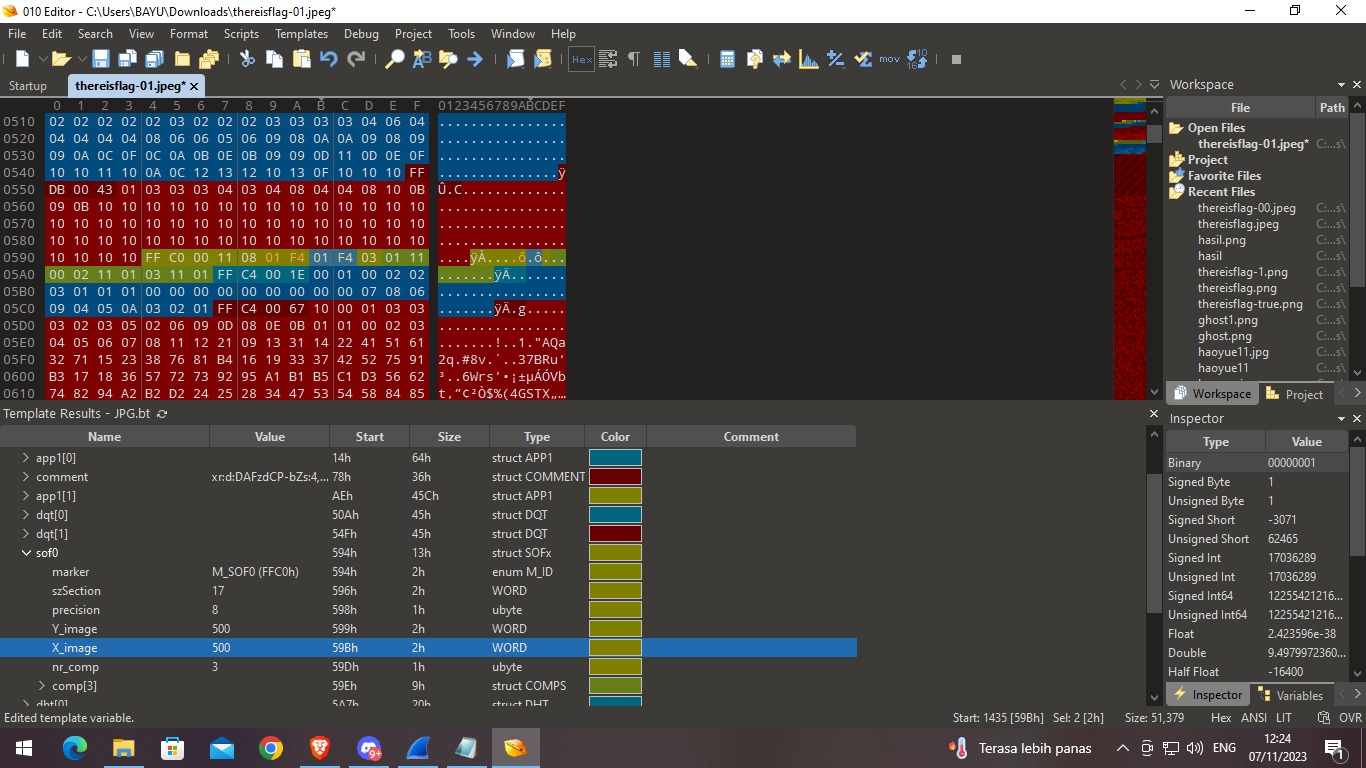 010 Editor - C:\Users\BAYU\Downloads\thereisflag-01.jpeg*
File Edit Search View Format Scripts Templates Debug Project Tools Window Help
Hex mov
Startup thereisflag-01.jpeg*
0 1 2 3 4 5 6 7 8 9 A B C D E F 0123456789ABCDEF
0510 02 02 02 02 02 03 02 02 02 03 03 03 03 04 06 04 ................
0520 04 04 04 04 08 06 06 05 06 09 08 0A 0A 09 08 09 ................
0530 09 0A 0C 0F 0C 0A 0B 0E 0B 09 09 0D 11 0D 0E 0F ................
0540 10 10 11 10 0A 0C 12 13 12 10 13 0F 10 10 10 FF ...............ÿ
0550 DB 00 43 01 03 03 03 04 03 04 08 04 04 08 10 0B Û.C.............
0560 09 0B 10 10 10 10 10 10 10 10 10 10 10 10 10 10 ................
0570 10 10 10 10 10 10 10 10 10 10 10 10 10 10 10 10 ................
0580 10 10 10 10 10 10 10 10 10 10 10 10 10 10 10 10 ................
0590 10 10 10 10 FF C0 00 11 08 01 F4 01 F4 03 01 11 ....ÿÀ....ô.ô...
05A0 00 02 11 01 03 11 01 FF C4 00 1E 00 01 00 02 02 .......ÿÄ.......
05B0 03 01 01 01 00 00 00 00 00 00 00 00 00 07 08 06 ................
05C0 09 04 05 0A 03 02 01 FF C4 00 67 10 00 01 03 03 .......ÿÄ.g.....
05D0 03 02 03 05 02 06 09 0D 08 0E 0B 01 01 00 02 03 ................
05E0 04 05 06 07 08 11 12 21 09 13 31 14 22 41 51 61 .......!..1."AQa
05F0 32 71 15 23 38 76 81 B4 16 19 33 37 42 52 75 91 2q.#8v.´..37BRu‘
0600 B3 17 18 36 57 72 73 92 95 A1 B1 B5 C1 D3 56 62 ³..6Wrs’•¡±µÁÓVb
0610 74 82 94 A2 B2 D2 24 25 28 34 47 53 54 58 84 85 t‚”¢²Ò$%(4GSTX„…
Template Results - JPG.bt
Name Value Start Size Type Color Comment
app1[0] 14h 64h struct APP1
comment xr:d:DAFzdCP-bZs:4,... 78h 36h struct COMMENT
app1[1] AEh 45Ch struct APP1
dqt[0] 50Ah 45h struct DQT
dqt[1] 54Fh 45h struct DQT
sof0 594h 13h struct SOFx
marker M_SOF0 (FFC0h) 594h 2h enum M_ID
szSection 17 596h 2h WORD
precision 8 598h 1h ubyte
Y_image 500 599h 2h WORD
X_image 500 59Bh 2h WORD
nr_comp 3 59Dh 1h ubyte
comp[3] 59Eh 9h struct COMPS
dht[0] 5A7h 20h struct DHT
Workspace
File Path
Open Files
thereisflag-01.jpeg* C:...s\
Project
Favorite Files
Recent Files
thereisflag-00.jpeg C:...s\
thereisflag.jpeg C:...s\
hasil.png C:...s\
hasil C:...s\
thereisflag-1.png C:...s\
thereisflag.png C:...s\
thereisflag-true.png C:...s\
ghost1.png C:...s\
ghost.png C:...s\
haoyue11.jpg C:...s\
haoyue11 C:...s\
Workspace Project
Inspector
Type Value
Binary 00000001
Signed Byte 1
Unsigned Byte 1
Signed Short -3071
Unsigned Short 62465
Signed Int 17036289
Unsigned Int 17036289
Signed Int64 12255421216...
Unsigned Int64 12255421216...
Float 2.423596e-38
Double 9.4979972360...
Half Float -16400
Inspector Variables
Edited template variable. Start: 1435 [59Bh] Sel: 2 [2h] Size: 51,379 Hex ANSI LIT OVR
9+ Terasa lebih panas ENG 12:24
07/11/2023 1